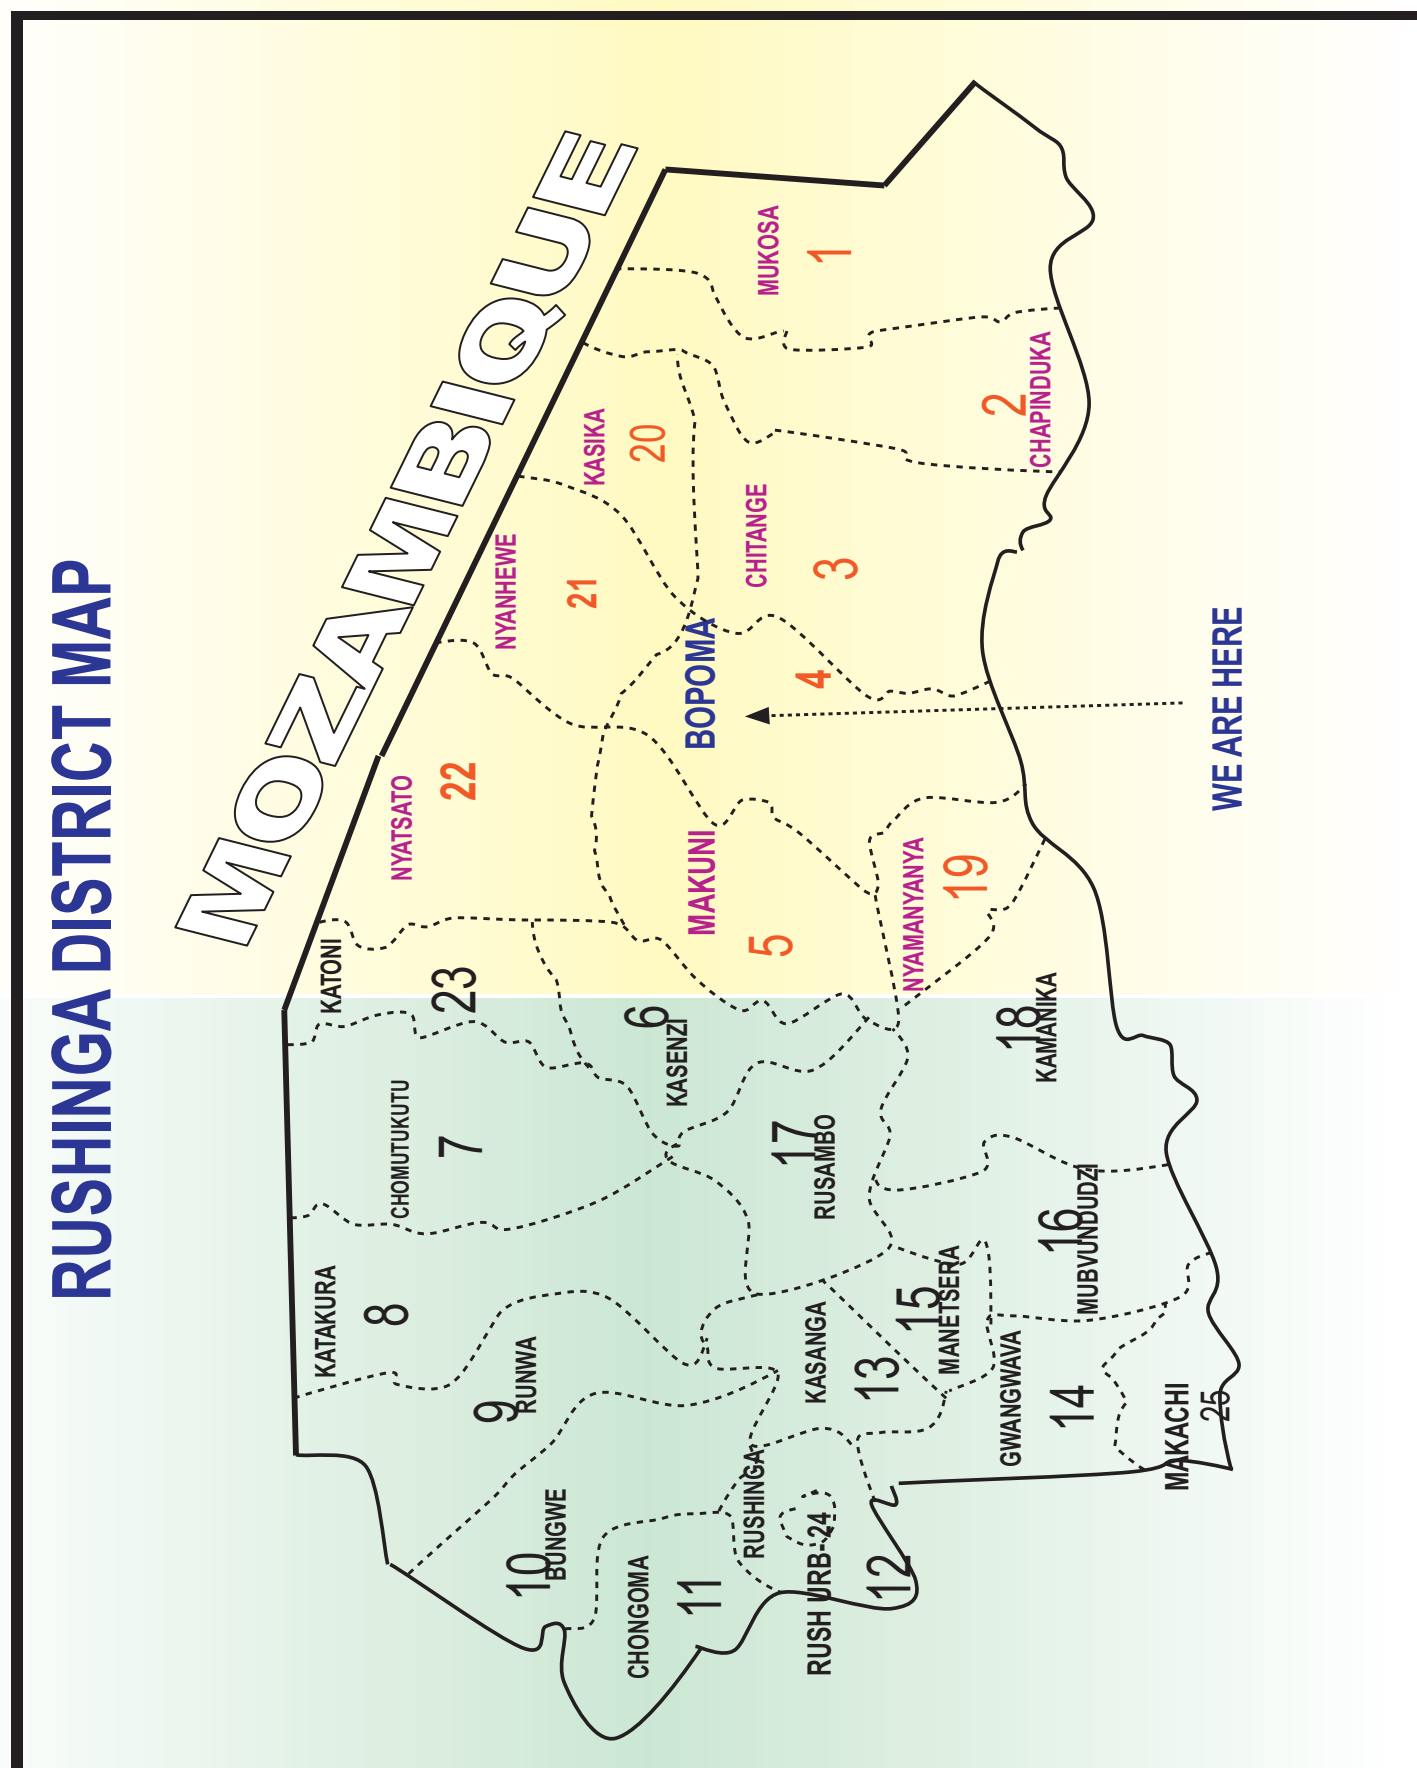 RUSHINGA DISTRICT MAP
MOZAMBIQUE
KATONI
23
NYATSATO
22
NYANHEWE
21
KASIKA
20
MUKOSA
1
CHAPINDUKA
2
CHITANGE
3
BOPOMA
4
MAKUNI
5
NYAMANYANYA
19
WE ARE HERE
CHOMUTUKUTU
7
KASENZI
6
KATAKURA
8
RUNWA
9
BUNGWE
10
CHONGOMA
11
RUSHINGA
RUSH URB-24
12
KASANGA
13
RUSAMBO
17
MANETSERA
15
KAMANIKA
18
MUBVUNDUDZI
16
GWANGWAVA
14
MAKACHI
25